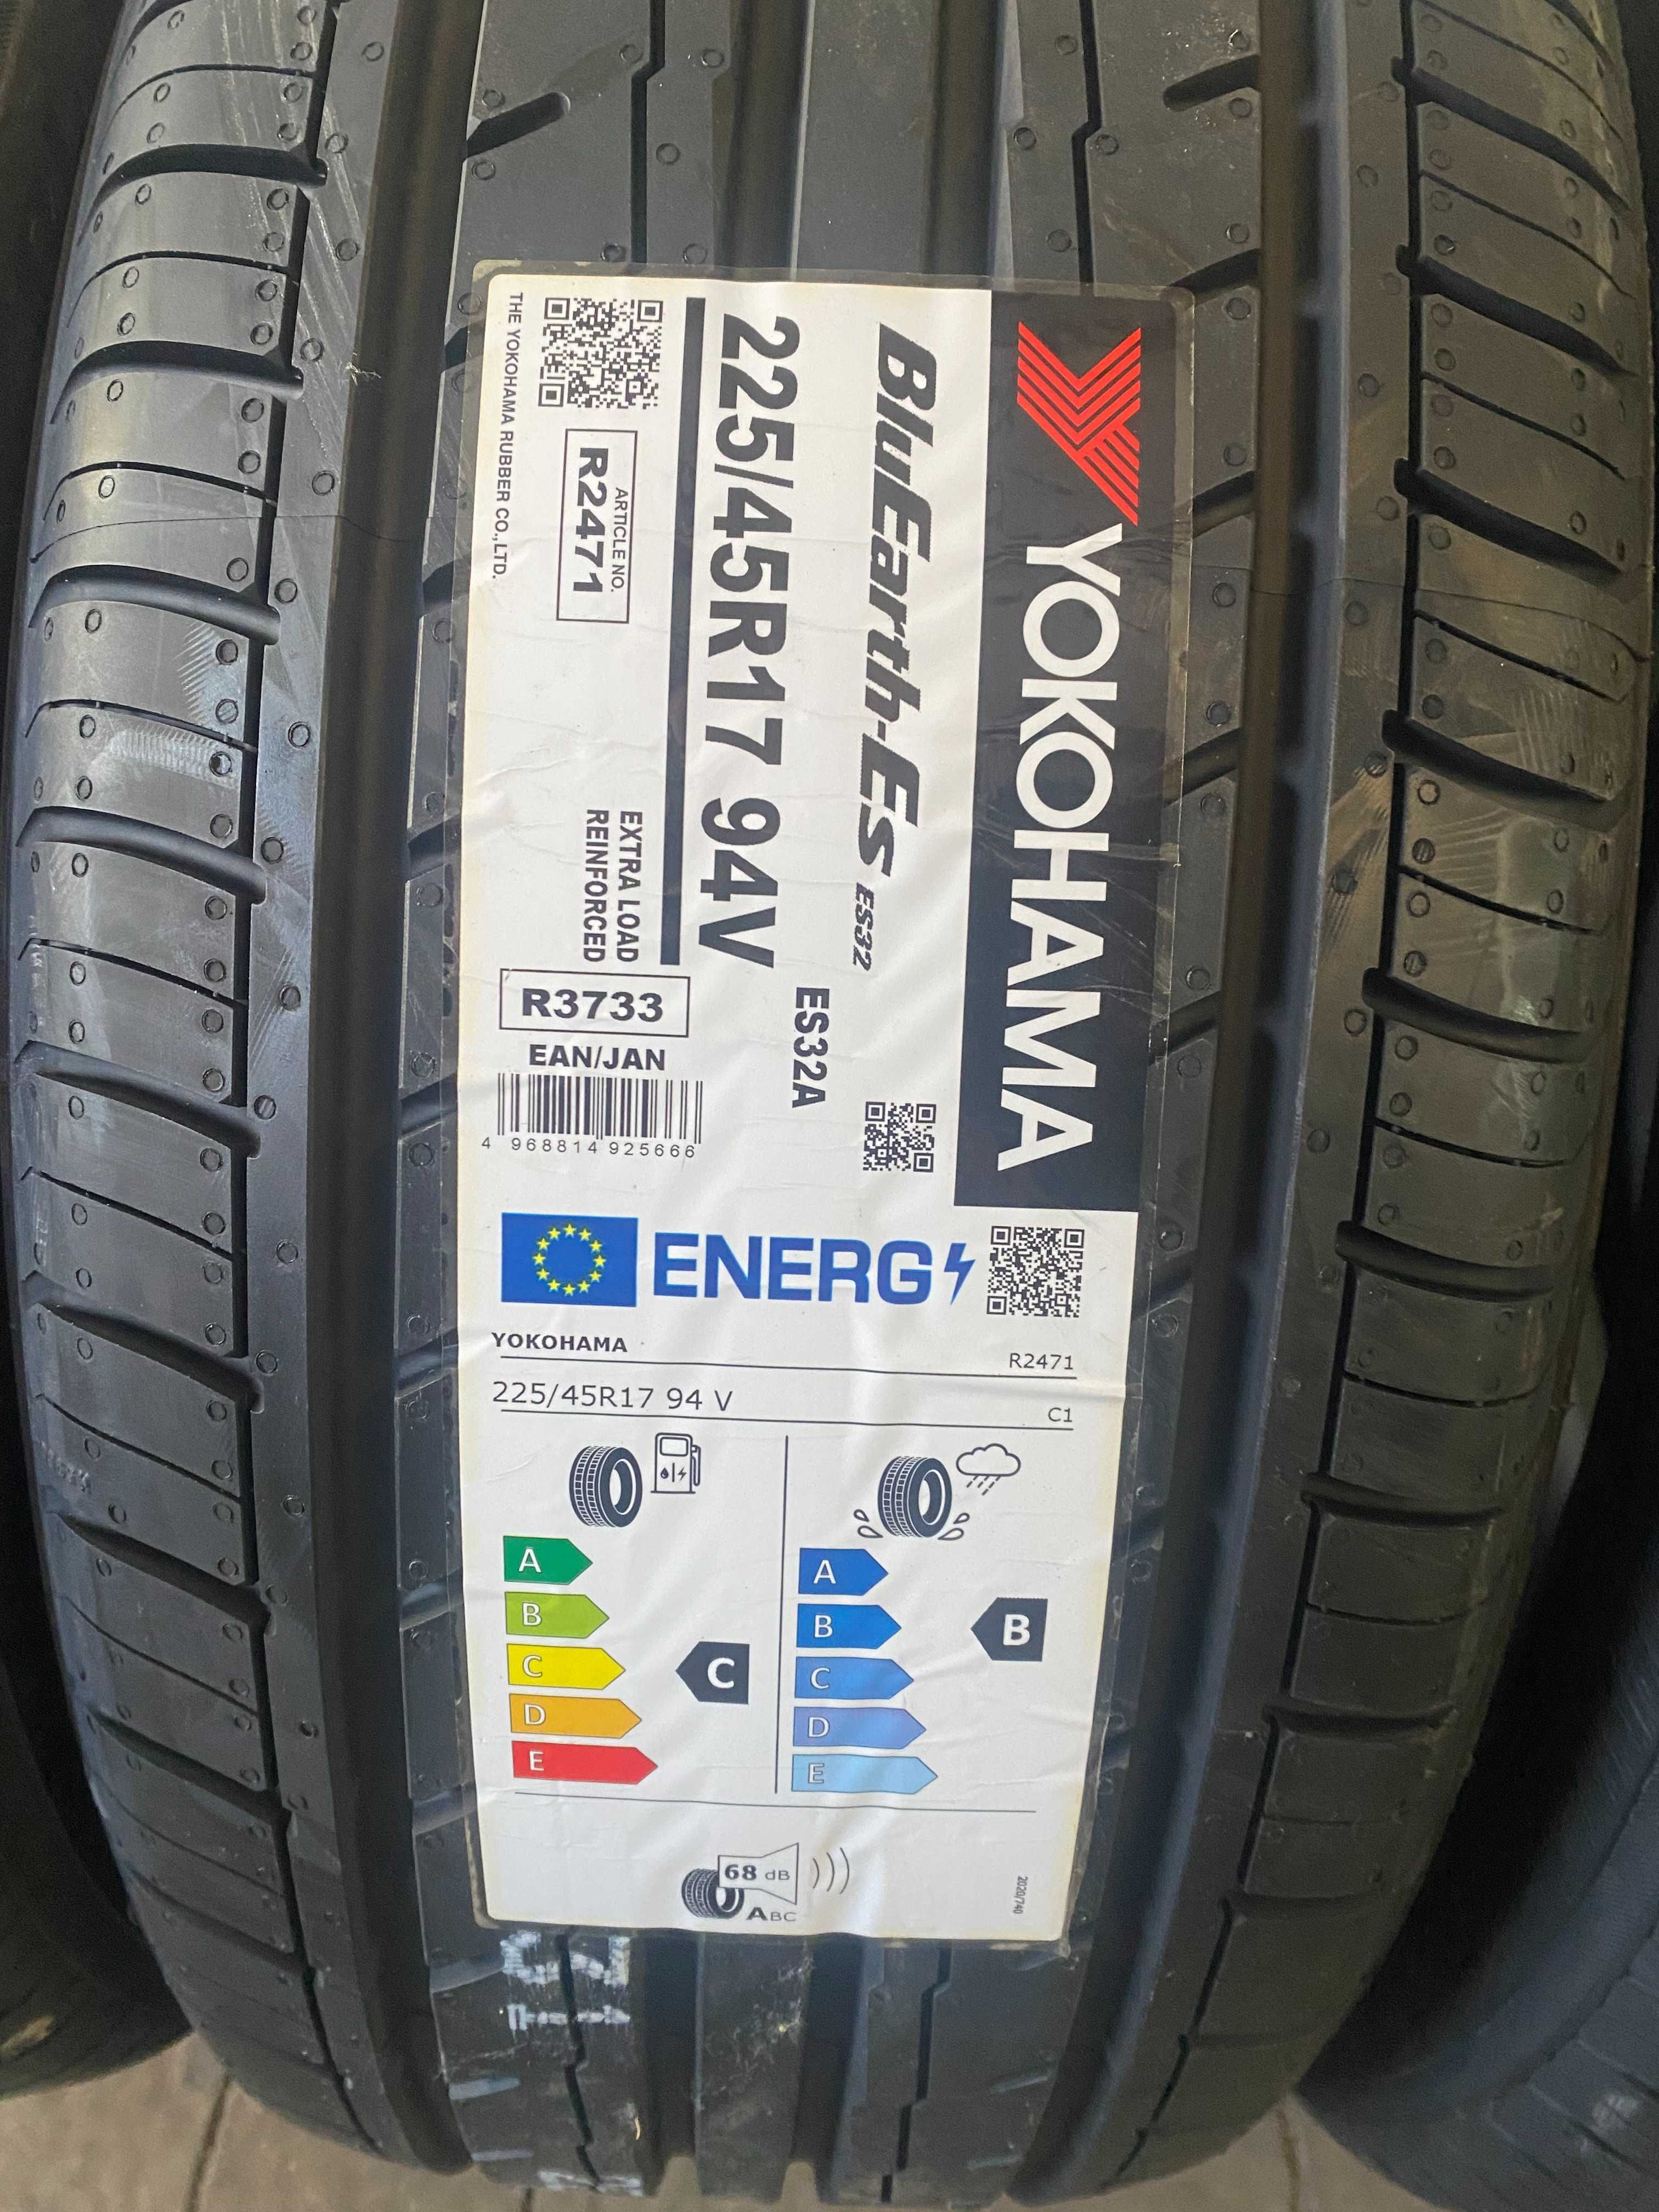 YOKOHAMA
BluEarth-Es ES32
ES32A
225/45R17 94V
EXTRA LOAD
REINFORCED
ARTICLE NO.
R2471
THE YOKOHAMA RUBBER CO.,LTD.
R3733
EAN/JAN
4 968814 925666
ENERG
YOKOHAMA
R2471
225/45R17 94 V
C1
A
B
C
D
E
C
A
B
C
D
E
B
68 dB
ABC
2020/740